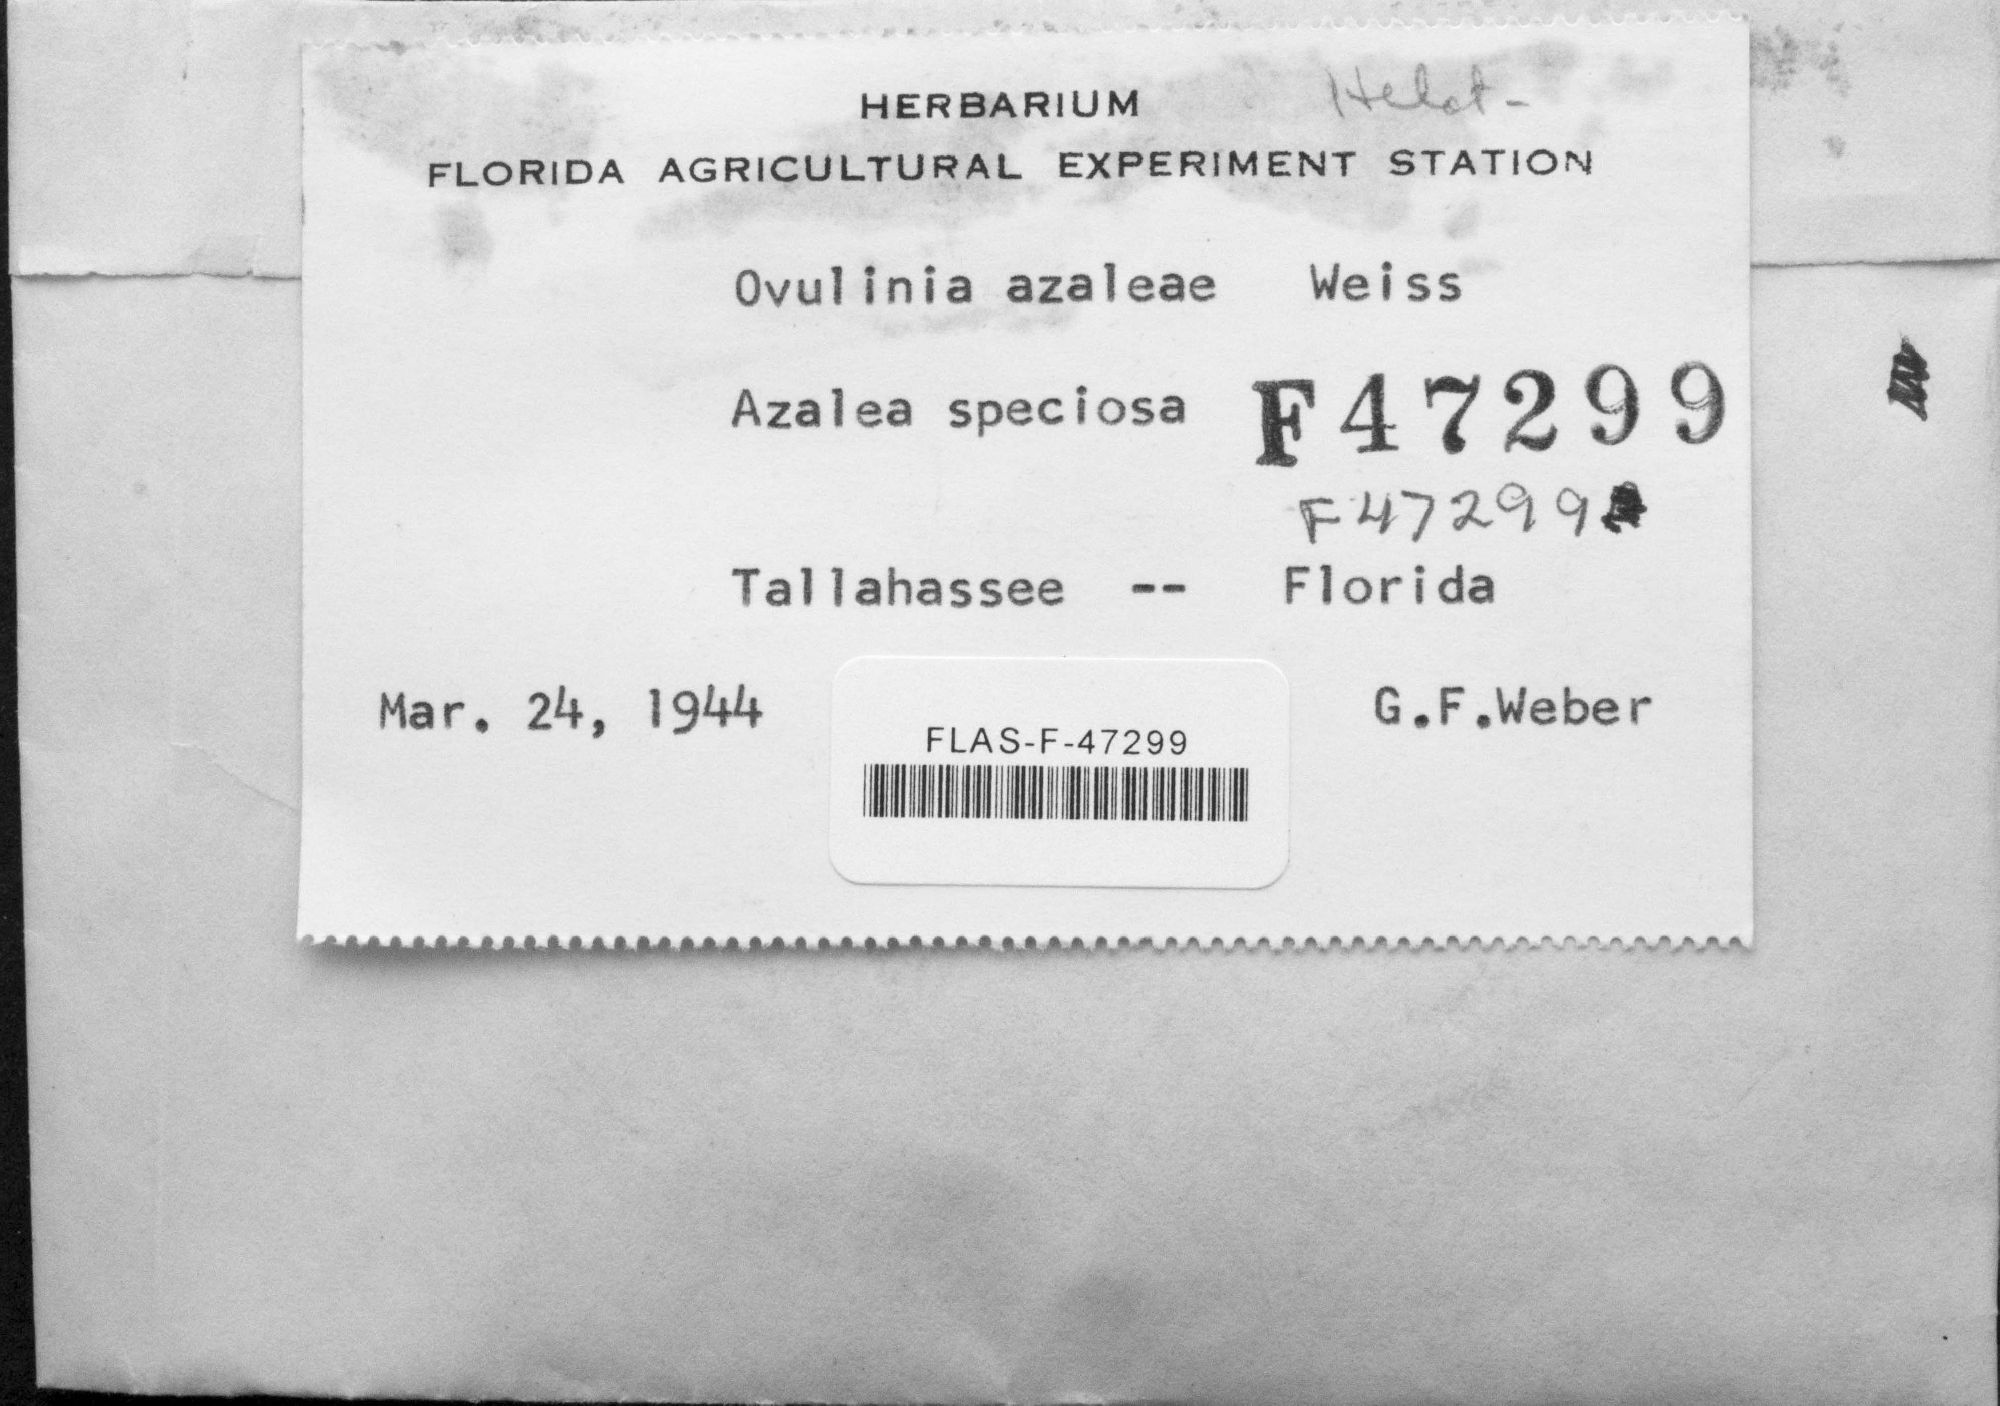 HERBARIUM
FLORIDA AGRICULTURAL EXPERIMENT STATION
Ovulinia azaleae Weiss
Azalea speciosa F47299
F47299
Tallahassee -- Florida
Mar. 24, 1944 G.F.Weber
FLAS-F-47299